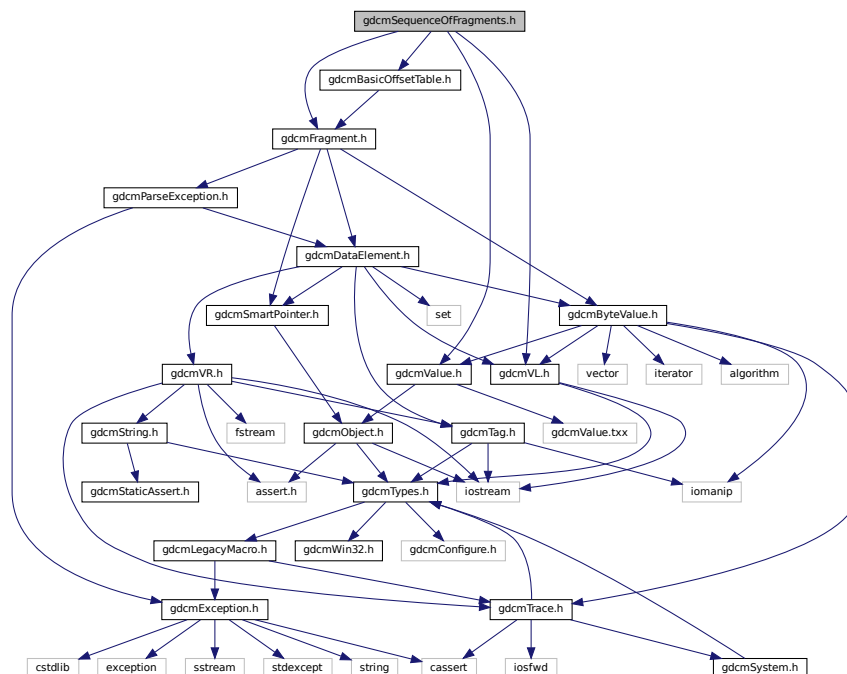 gdcmSequenceOfFragments.h
gdcmBasicOffsetTable.h
gdcmFragment.h
gdcmParseException.h
gdcmDataElement.h
gdcmSmartPointer.h
set
gdcmByteValue.h
gdcmVR.h
gdcmValue.h
gdcmVL.h
vector
iterator
algorithm
gdcmString.h
fstream
gdcmObject.h
gdcmTag.h
gdcmValue.txx
gdcmStaticAssert.h
assert.h
gdcmTypes.h
iostream
iomanip
gdcmLegacyMacro.h
gdcmWin32.h
gdcmConfigure.h
gdcmException.h
gdcmTrace.h
cstdlib
exception
sstream
stdexcept
string
cassert
iosfwd
gdcmSystem.h